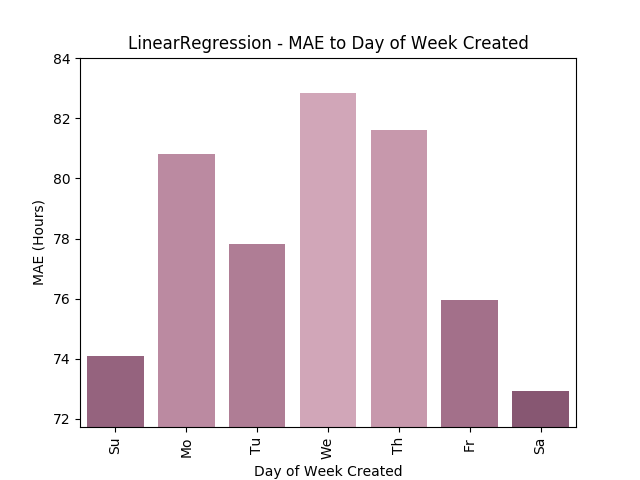 LinearRegression - MAE to Day of Week Created
84
82
80
78
76
74
72
MAE (Hours)
Su
Mo
Tu
We
Th
Fr
Sa
Day of Week Created